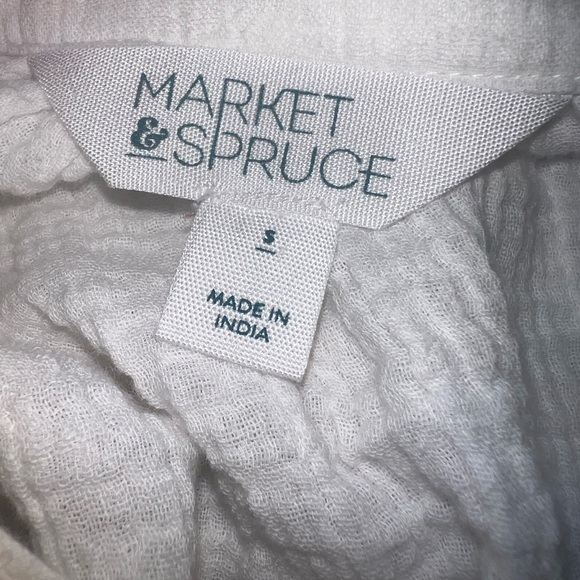 MARKET
& SPRUCE
S
MADE IN
INDIA